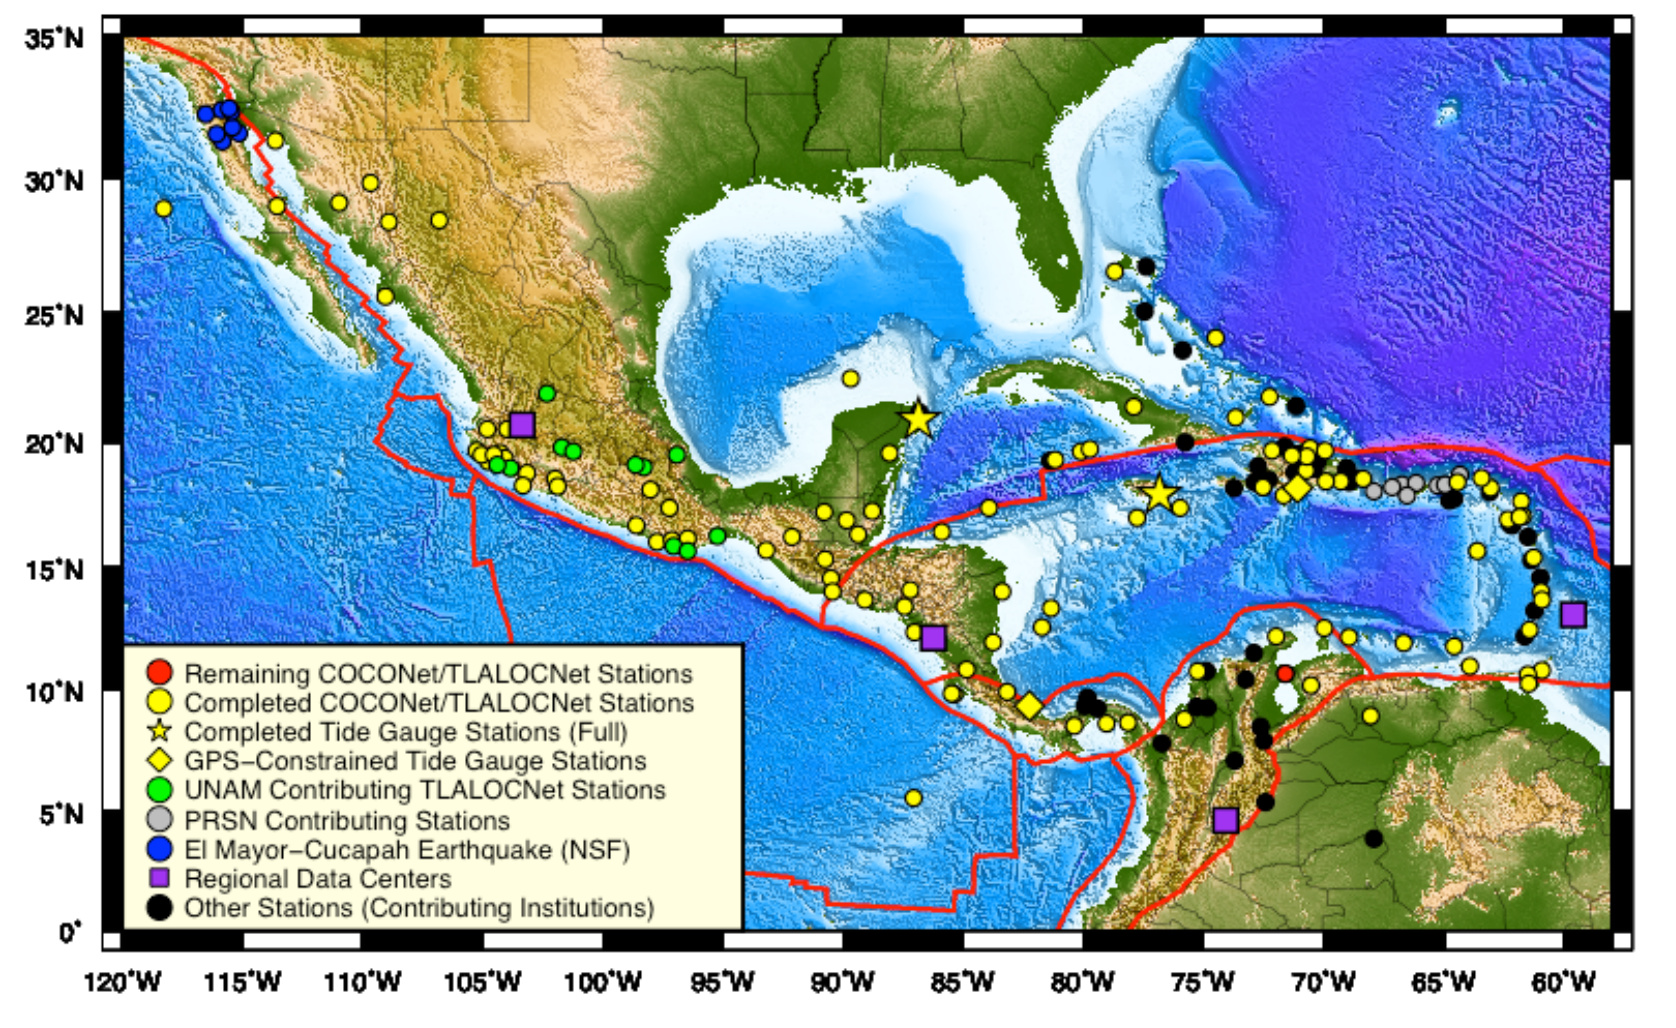 35°N
30°N
25°N
20°N
15°N
10°N
5°N
0°
Remaining COCONet/TLALOCNet Stations
Completed COCONet/TLALOCNet Stations
Completed Tide Gauge Stations (Full)
GPS−Constrained Tide Gauge Stations
UNAM Contributing TLALOCNet Stations
PRSN Contributing Stations
El Mayor−Cucapah Earthquake (NSF)
Regional Data Centers
Other Stations (Contributing Institutions)
120°W 115°W 110°W 105°W 100°W 95°W 90°W 85°W 80°W 75°W 70°W 65°W 60°W